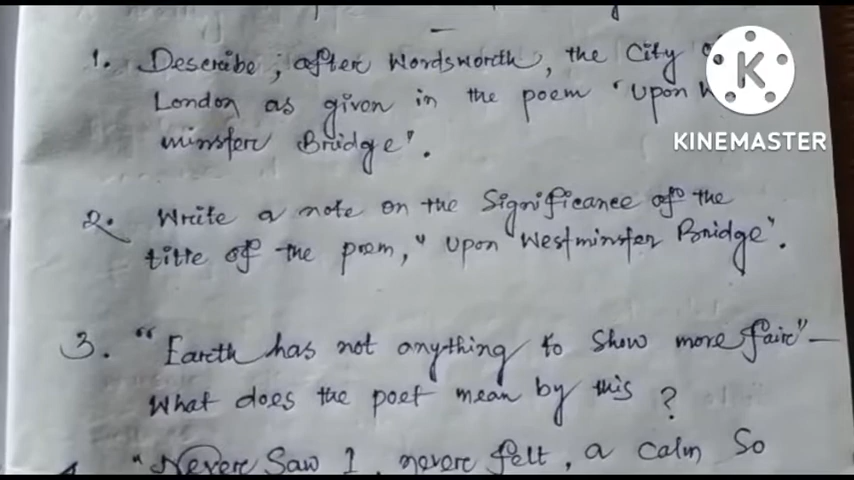 1. Describe, after Wordsworth, the City
London as given in the poem "Upon
minster Bridge".
2. Write a note on the Significance of the
title of the poem, "Upon Westminster Bridge".
3. "Earth has not anything to Show more fair"—
What does the poet mean by this ?
"Never Saw I, never felt, a calm So
K
KINEMASTER